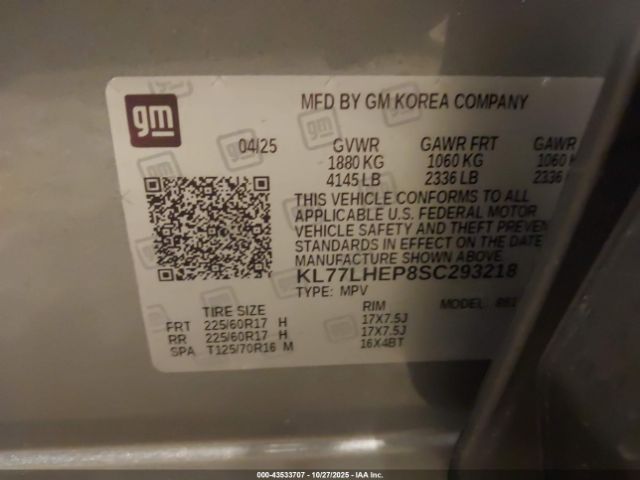 gm
MFD BY GM KOREA COMPANY
04/25 GVWR GAWR FRT GAWR
1880 KG 1060 KG 1060 K
4145 LB 2336 LB 2336
THIS VEHICLE CONFORMS TO ALL
APPLICABLE U.S. FEDERAL MOTOR
VEHICLE SAFETY AND THEFT PREVEN
STANDARDS IN EFFECT ON THE DATE
MANUFACTURE SHOWN ABOVE.
KL77LHEP8SC293218
TYPE: MPV
TIRE SIZE RIM MODEL:
FRT 225/60R17 H 17X7.5J
RR 225/60R17 H 17X7.5J
SPA T125/70R16 M 16X4BT
000-43533707 | 10/27/2025 | IAA Inc.